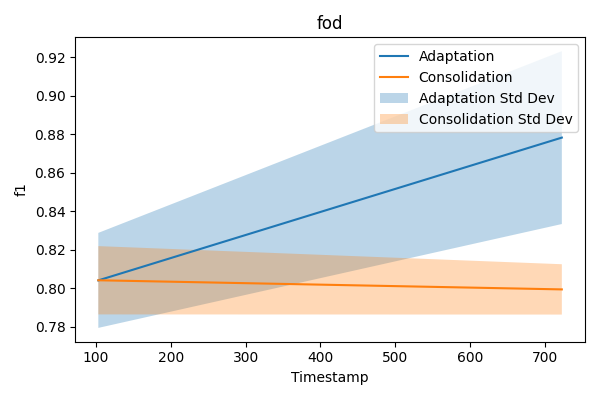 fod
Adaptation
Consolidation
Adaptation Std Dev
Consolidation Std Dev
f1
0.92
0.90
0.88
0.86
0.84
0.82
0.80
0.78
100 200 300 400 500 600 700
Timestamp